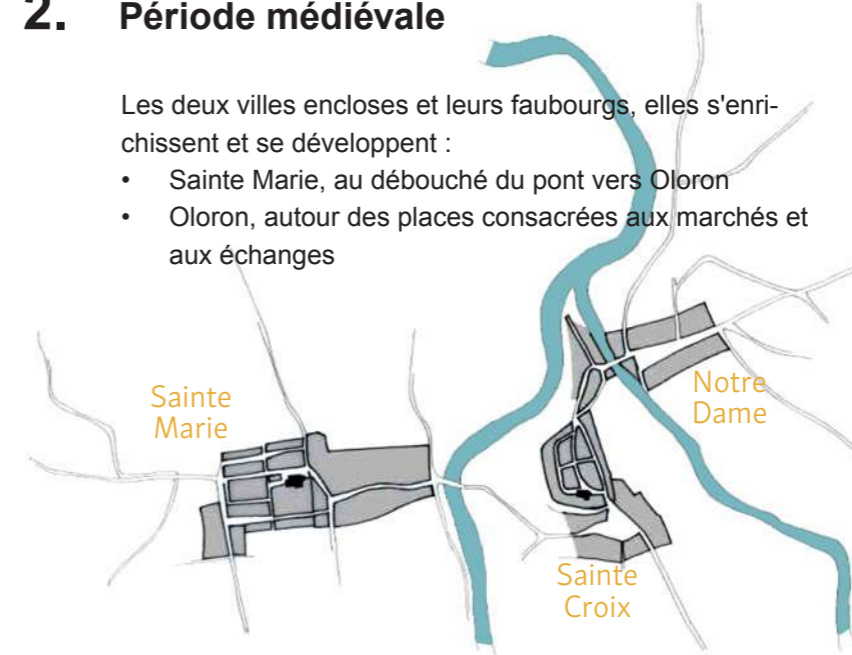 2. Période médiévale
Les deux villes encloses et leurs faubourgs, elles s'enri-
chissent et se développent :
• Sainte Marie, au débouché du pont vers Oloron
• Oloron, autour des places consacrées aux marchés et
aux échanges
Sainte
Marie
Notre
Dame
Sainte
Croix